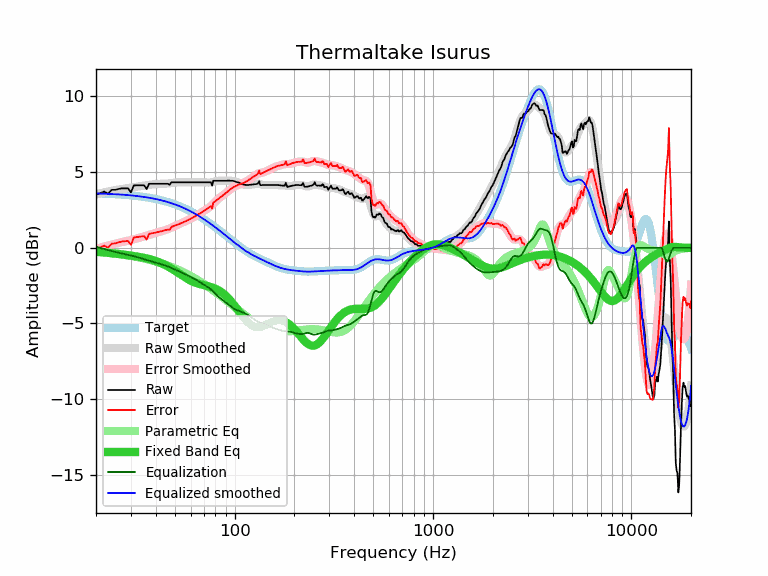 Thermaltake Isurus
Amplitude (dBr)
10
5
0
−5
−10
−15
Target
Raw Smoothed
Error Smoothed
Raw
Error
Parametric Eq
Fixed Band Eq
Equalization
Equalized smoothed
100
1000
10000
Frequency (Hz)